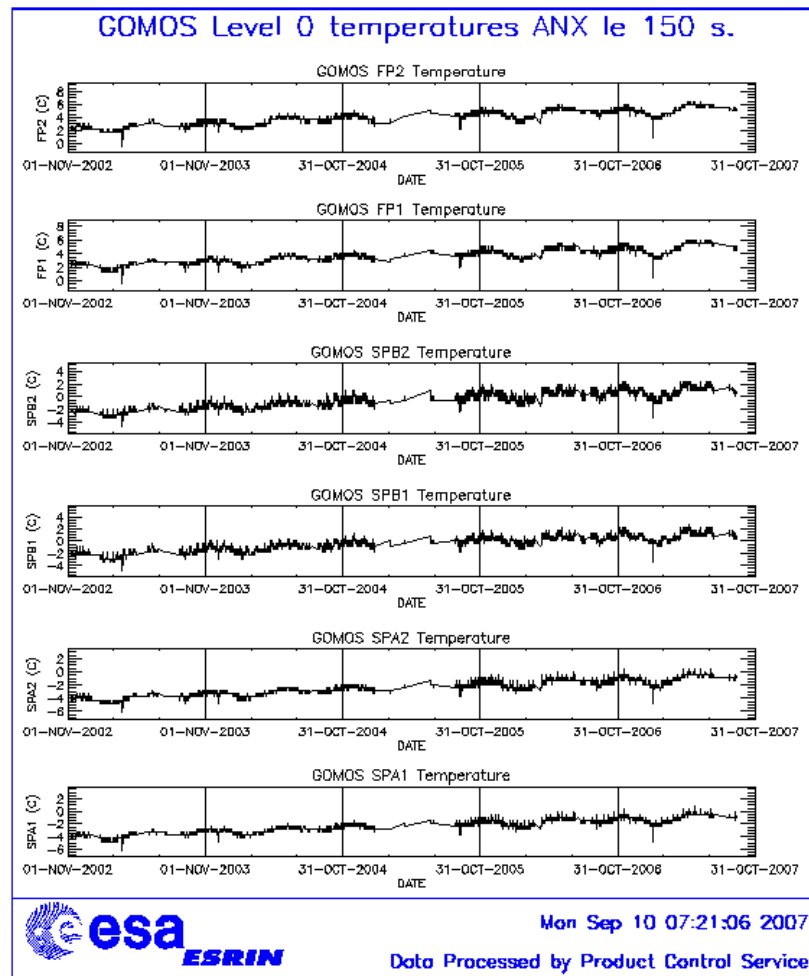 GOMOS Level 0 temperatures ANX le 150 s.
GOMOS FP2 Temperature
FP2 (C)
8
6
4
2
0
01-NOV-2002 01-NOV-2003 31-OCT-2004 31-OCT-2005 31-OCT-2006 31-OCT-2007
DATE
GOMOS FP1 Temperature
FP1 (C)
8
6
4
2
0
01-NOV-2002 01-NOV-2003 31-OCT-2004 31-OCT-2005 31-OCT-2006 31-OCT-2007
DATE
GOMOS SPB2 Temperature
SPB2 (C)
4
2
0
-2
-4
01-NOV-2002 01-NOV-2003 31-OCT-2004 31-OCT-2005 31-OCT-2006 31-OCT-2007
DATE
GOMOS SPB1 Temperature
SPB1 (C)
4
2
0
-2
-4
01-NOV-2002 01-NOV-2003 31-OCT-2004 31-OCT-2005 31-OCT-2006 31-OCT-2007
DATE
GOMOS SPA2 Temperature
SPA2 (C)
2
0
-2
-4
-6
01-NOV-2002 01-NOV-2003 31-OCT-2004 31-OCT-2005 31-OCT-2006 31-OCT-2007
DATE
GOMOS SPA1 Temperature
SPA1 (C)
2
0
-2
-4
-6
01-NOV-2002 01-NOV-2003 31-OCT-2004 31-OCT-2005 31-OCT-2006 31-OCT-2007
DATE
esa
ESRIN
Mon Sep 10 07:21:06 2007
Data Processed by Product Control Service